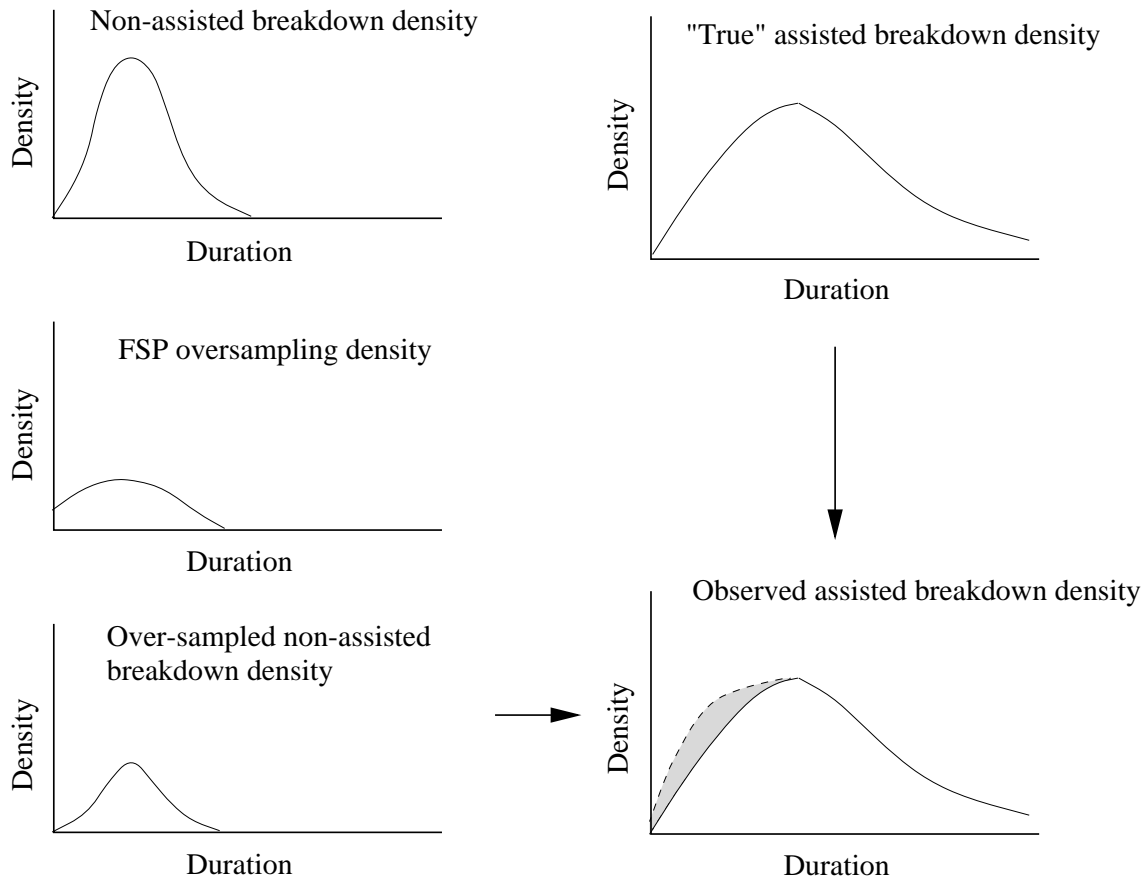 Non-assisted breakdown density
Density
Duration
"True" assisted breakdown density
Density
Duration
FSP oversampling density
Density
Duration
Over-sampled non-assisted
breakdown density
Density
Duration
Observed assisted breakdown density
Density
Duration